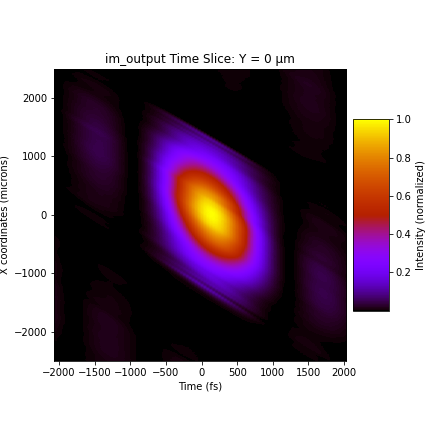 im_output Time Slice: Y = 0 μm
X coordinates (microns)
2000
1000
0
−1000
−2000
−2000 −1500 −1000 −500 0 500 1000 1500 2000
Time (fs)
1.0
0.8
0.6
0.4
0.2
Intensity (normalized)